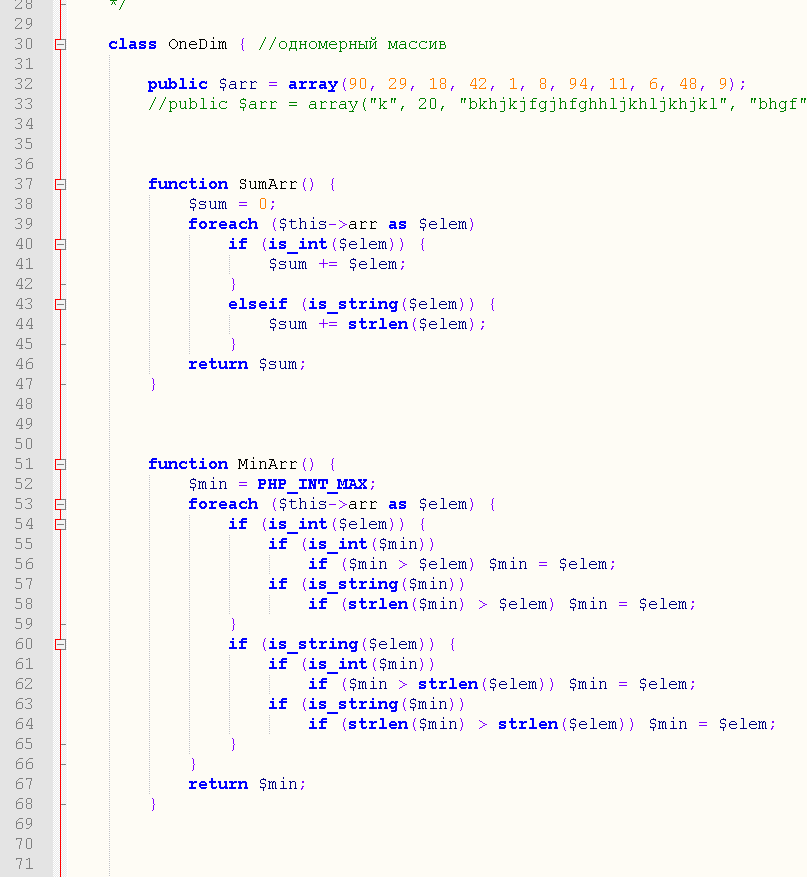 28 */
29
30 class OneDim { //одномерный массив
31
32 public $arr = array(90, 29, 18, 42, 1, 8, 94, 11, 6, 48, 9);
33 //public $arr = array("k", 20, "bkhjkjfgjhfghhljkhljkhjkl", "bhgf"
34
35
36
37 function SumArr() {
38 $sum = 0;
39 foreach ($this->arr as $elem)
40 if (is_int($elem)) {
41 $sum += $elem;
42 }
43 elseif (is_string($elem)) {
44 $sum += strlen($elem);
45 }
46 return $sum;
47 }
48
49
50
51 function MinArr() {
52 $min = PHP_INT_MAX;
53 foreach ($this->arr as $elem) {
54 if (is_int($elem)) {
55 if (is_int($min))
56 if ($min > $elem) $min = $elem;
57 if (is_string($min))
58 if (strlen($min) > $elem) $min = $elem;
59 }
60 if (is_string($elem)) {
61 if (is_int($min))
62 if ($min > strlen($elem)) $min = $elem;
63 if (is_string($min))
64 if (strlen($min) > strlen($elem)) $min = $elem;
65 }
66 }
67 return $min;
68 }
69
70
71